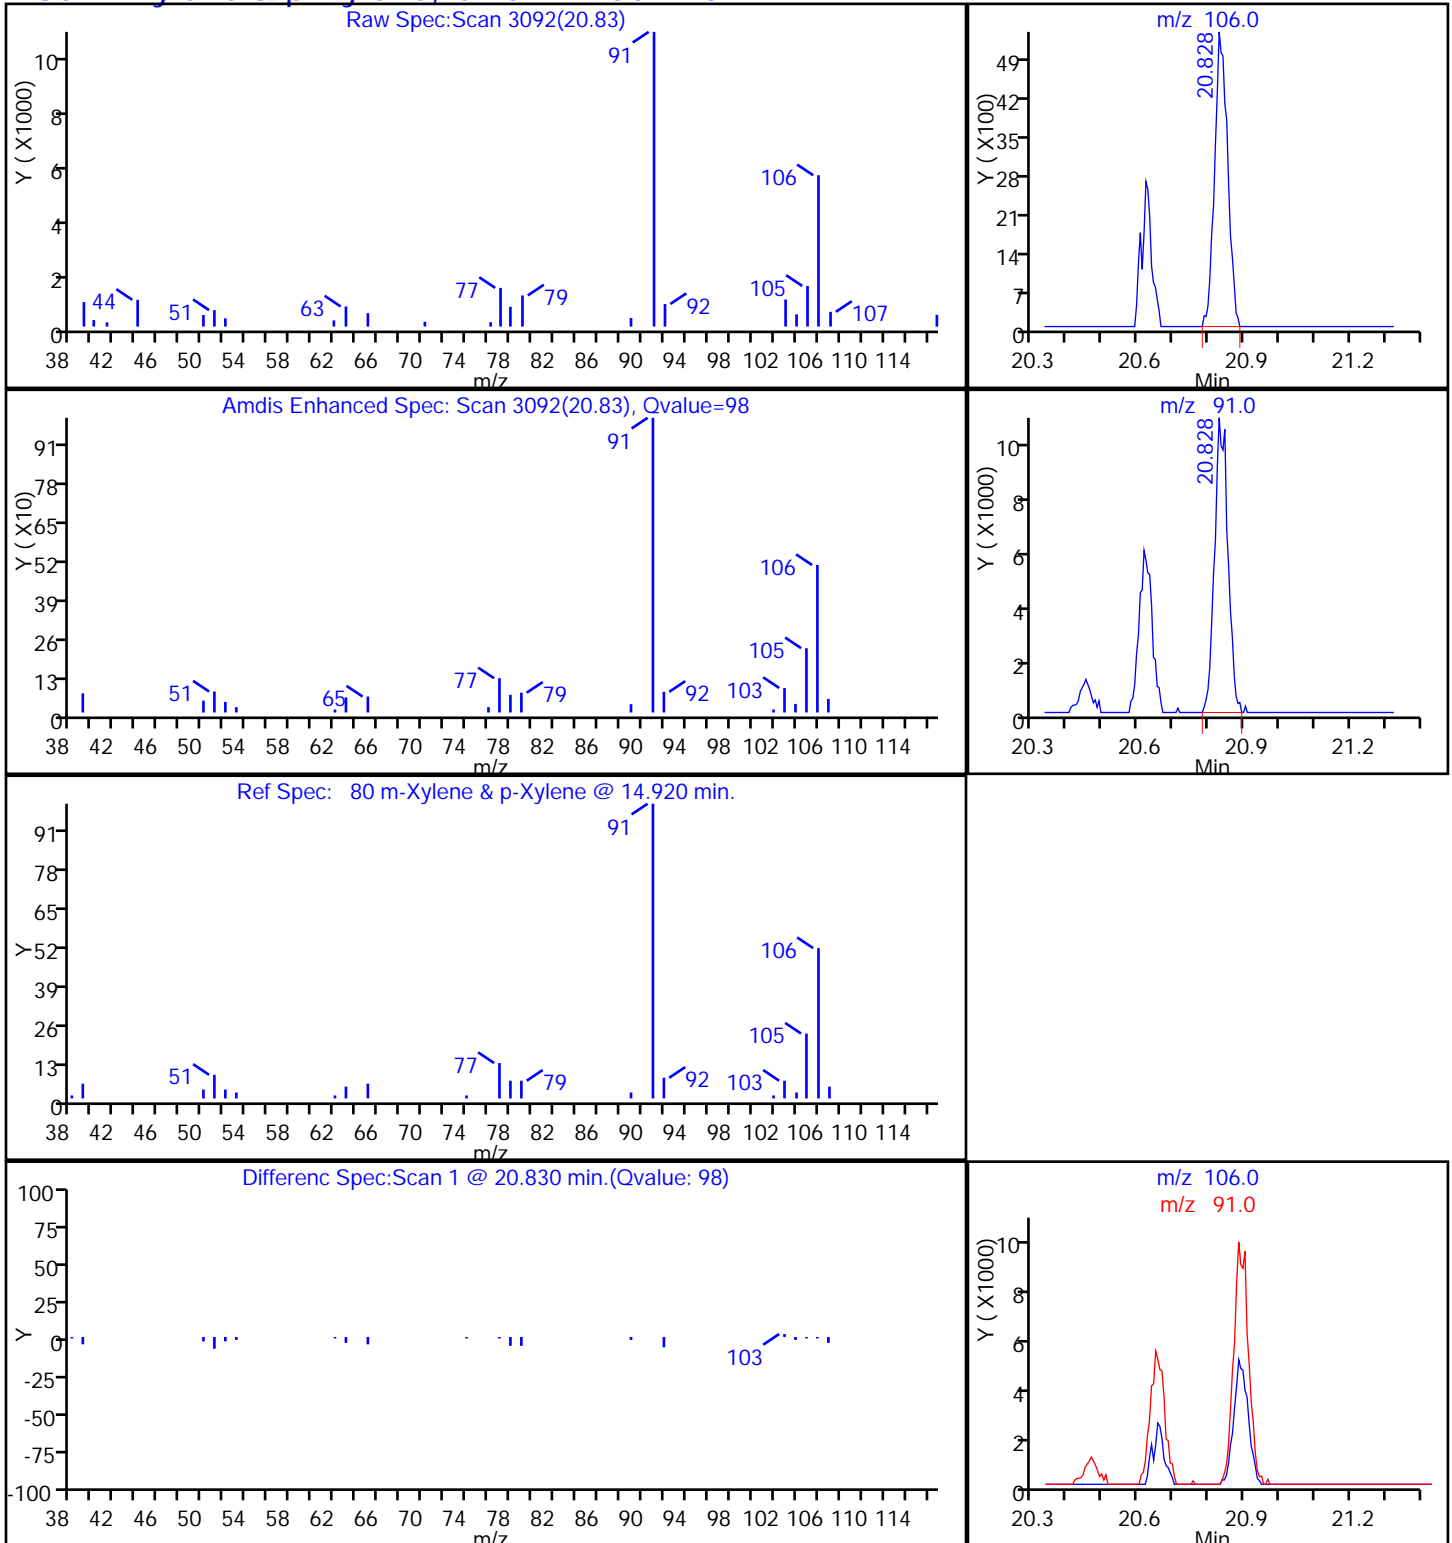 Raw Spec:Scan 3092(20.83)
Y ( X1000)
10
8
6
4
2
0
91
106
44
51
63
77
79
92
105
107
38 42 46 50 54 58 62 66 70 74 78 82 86 90 94 98 102 106 110 114
m/z
m/z 106.0
Y ( X100)
49
42
35
28
21
14
7
0
20.828
20.3 20.6 20.9 21.2
Min
Amdis Enhanced Spec: Scan 3092(20.83), Qvalue=98
Y ( X10)
91
78
65
52
39
26
13
0
91
106
105
51
65
77
79
92
103
38 42 46 50 54 58 62 66 70 74 78 82 86 90 94 98 102 106 110 114
m/z
m/z 91.0
Y ( X1000)
10
8
6
4
2
0
20.828
20.3 20.6 20.9 21.2
Min
Ref Spec: 80 m-Xylene & p-Xylene @ 14.920 min.
Y
91
78
65
52
39
26
13
0
91
106
105
51
77
79
92
103
38 42 46 50 54 58 62 66 70 74 78 82 86 90 94 98 102 106 110 114
m/z
Differenc Spec:Scan 1 @ 20.830 min.(Qvalue: 98)
Y
100
75
50
25
0
-25
-50
-75
-100
103
38 42 46 50 54 58 62 66 70 74 78 82 86 90 94 98 102 106 110 114
m/z
m/z 106.0
m/z 91.0
Y ( X1000)
10
8
6
4
2
0
20.3 20.6 20.9 21.2
Min